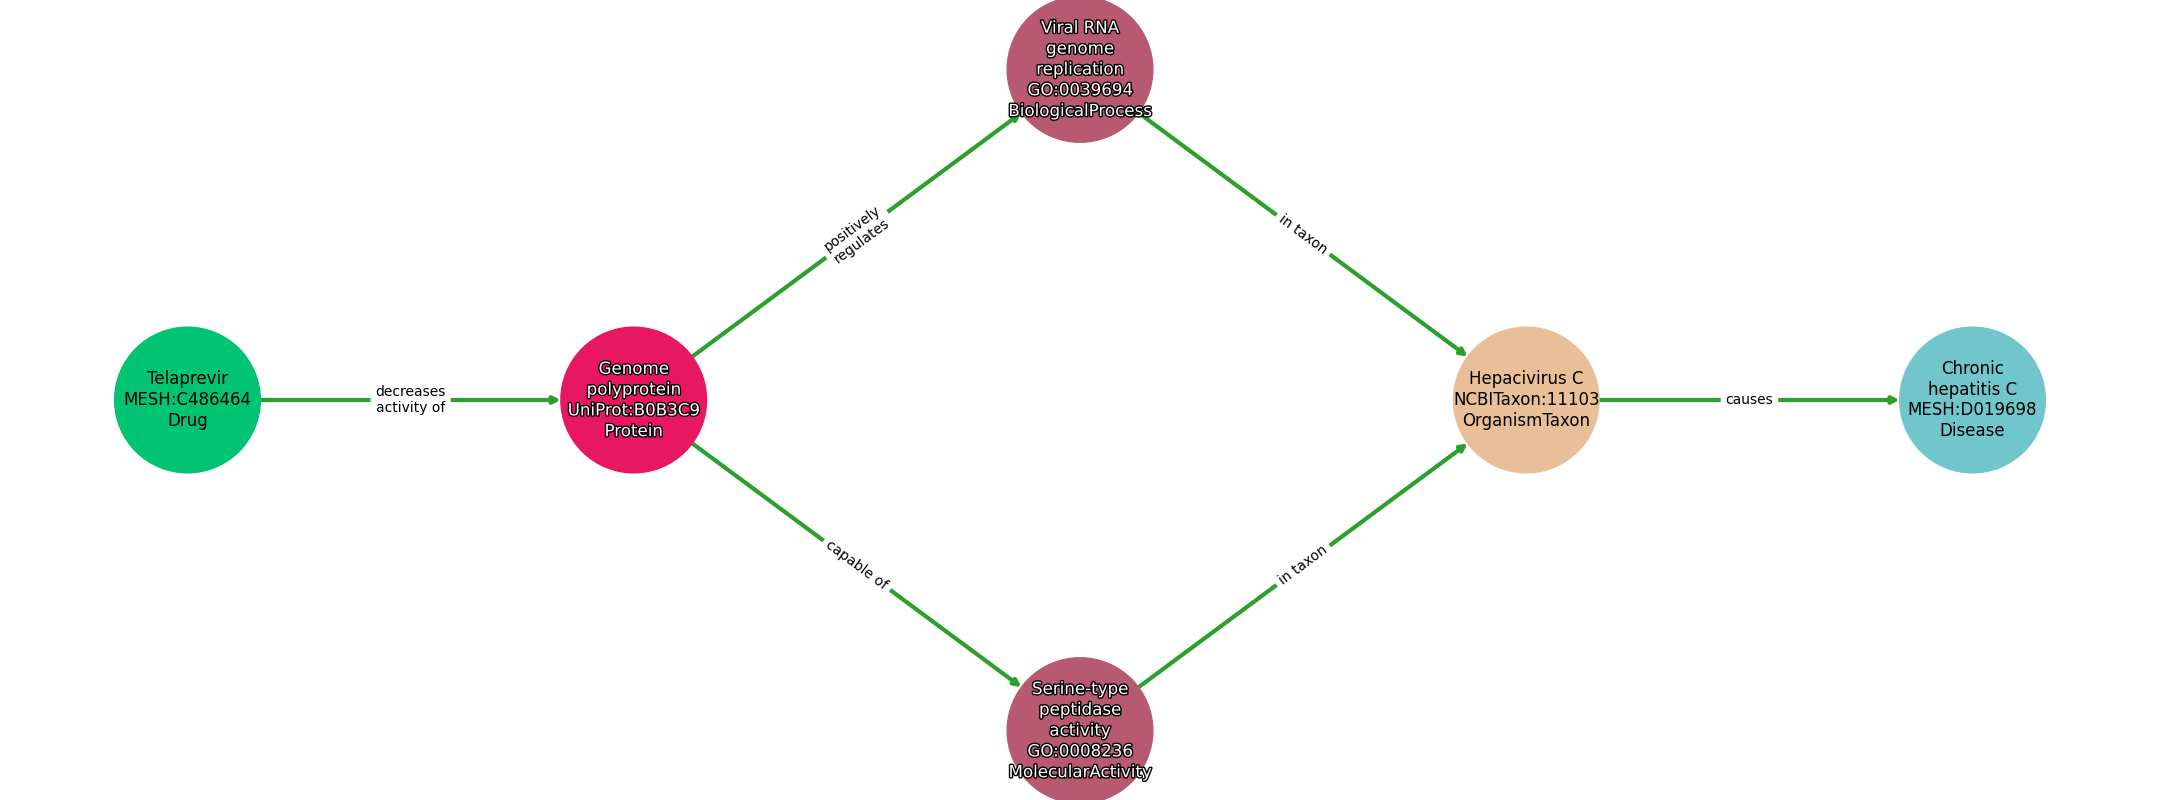 Viral RNA
genome
replication
GO:0039694
BiologicalProcess
positively
regulates
in taxon
Telaprevir
MESH:C486464
Drug
decreases
activity of
Genome
polyprotein
UniProt:B0B3C9
Protein
Hepacivirus C
NCBITaxon:11103
OrganismTaxon
causes
Chronic
hepatitis C
MESH:D019698
Disease
capable of
in taxon
Serine-type
peptidase
activity
GO:0008236
MolecularActivity